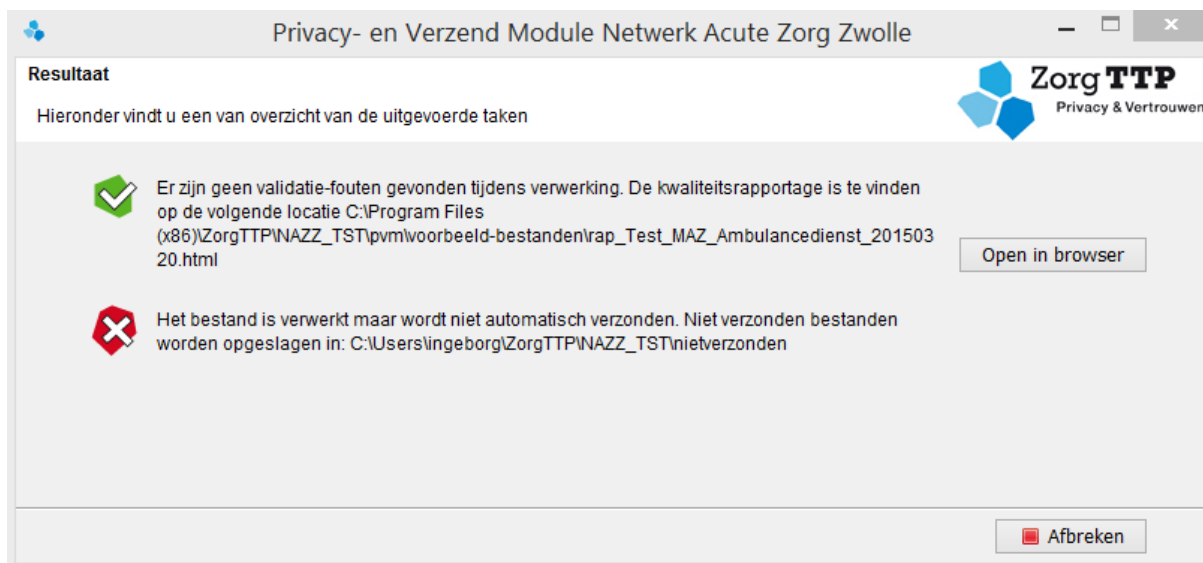 Privacy- en Verzend Module Netwerk Acute Zorg Zwolle
Resultaat
Hieronder vindt u een van overzicht van de uitgevoerde taken
Zorg TTP
Privacy & Vertrouwen
Er zijn geen validatie-fouten gevonden tijdens verwerking. De kwaliteitsrapportage is te vinden
op de volgende locatie C:\Program Files
(x86)\ZorgTTP\NAZZ_TST\pvm\voorbeeld-bestanden\rap_Test_MAZ_Ambulancedienst_201503
20.html
Open in browser
Het bestand is verwerkt maar wordt niet automatisch verzonden. Niet verzonden bestanden
worden opgeslagen in: C:\Users\ingeborg\ZorgTTP\NAZZ_TST\nietverzonden
Afbreken